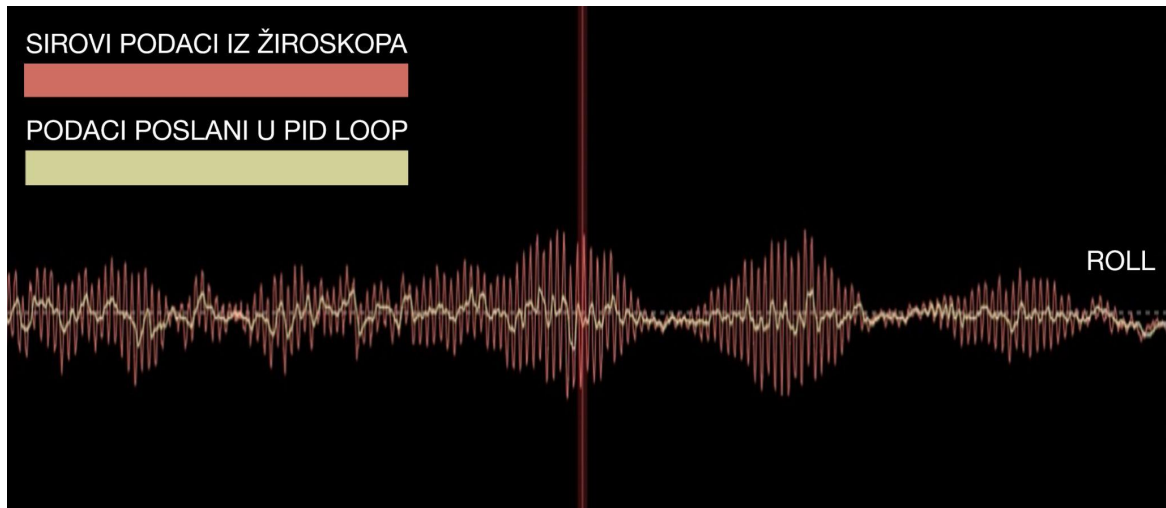 SIROVI PODACI IZ ŽIROSKOPA
PODACI POSLANI U PID LOOP
ROLL